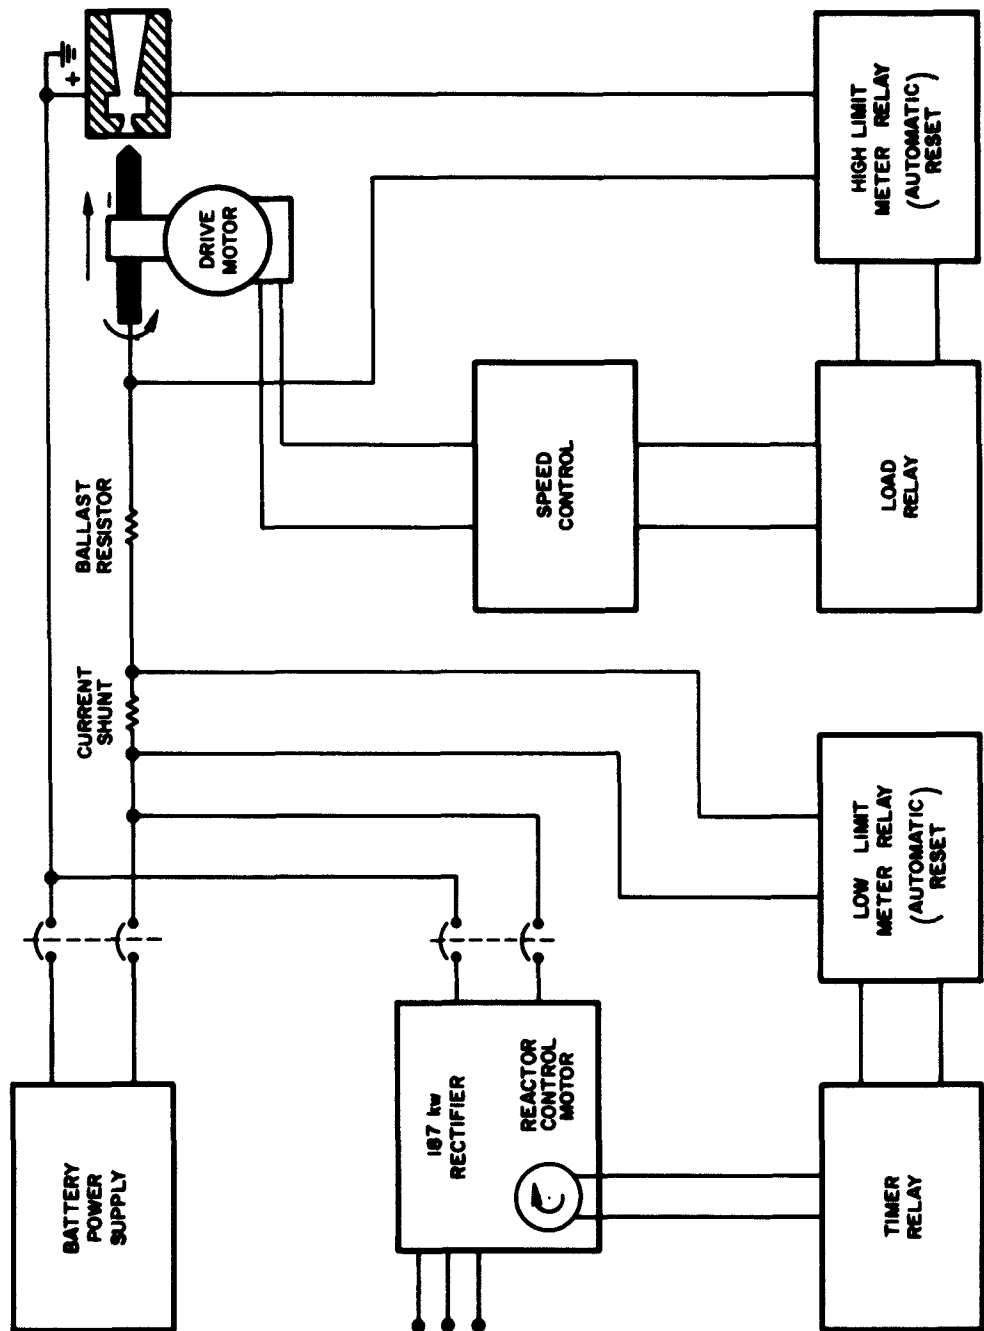 BATTERY
POWER
SUPPLY
187 kw
RECTIFIER
REACTOR
CONTROL
MOTOR
TIMER
RELAY
CURRENT
SHUNT
LOW LIMIT
METER RELAY
(AUTOMATIC)
RESET
BALLAST
RESISTOR
SPEED
CONTROL
LOAD
RELAY
DRIVE
MOTOR
−
+
HIGH LIMIT
METER RELAY
(AUTOMATIC)
RESET